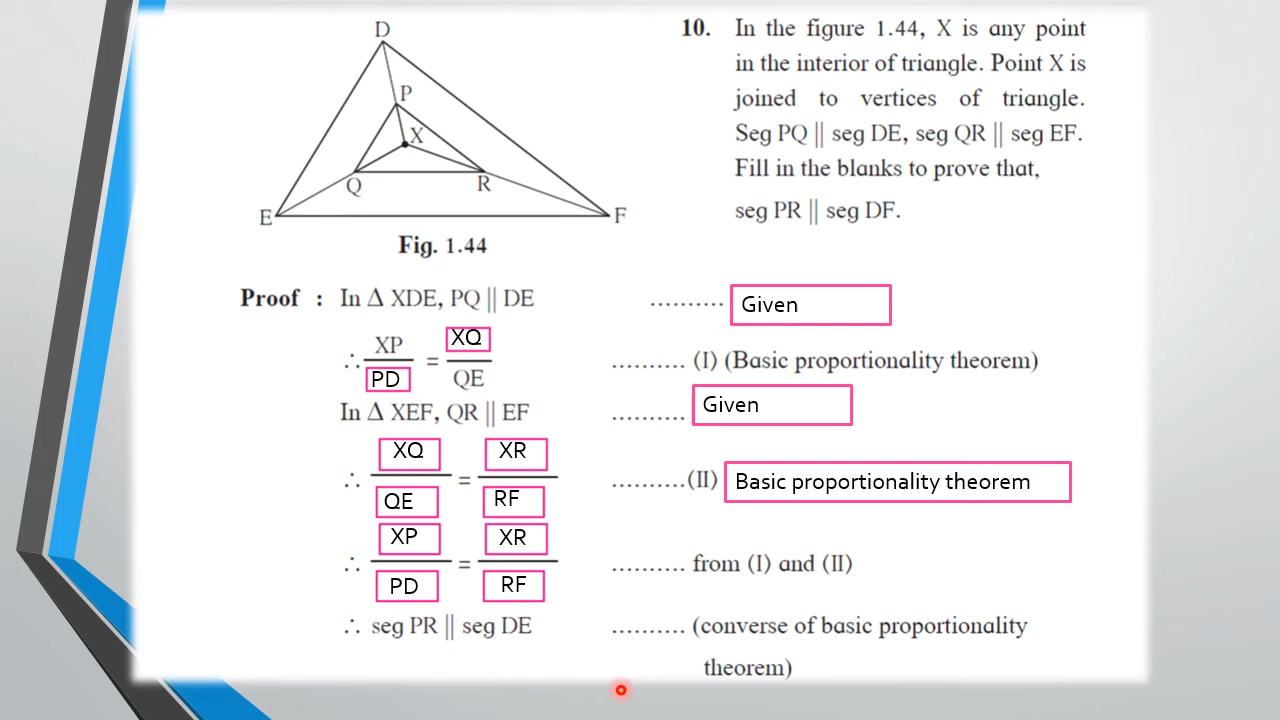 D
P
X
Q
R
E
F
Fig. 1.44
10. In the figure 1.44, X is any point
in the interior of triangle. Point X is
joined to vertices of triangle.
Seg PQ || seg DE, seg QR || seg EF.
Fill in the blanks to prove that,
seg PR || seg DF.
Proof : In Δ XDE, PQ || DE .......... Given
∴ XP/PD = XQ/QE .......... (I) (Basic proportionality theorem)
In Δ XEF, QR || EF .......... Given
∴ XQ/QE = XR/RF ..........(II) Basic proportionality theorem
∴ XP/PD = XR/RF .......... from (I) and (II)
∴ seg PR || seg DE .......... (converse of basic proportionality
theorem)